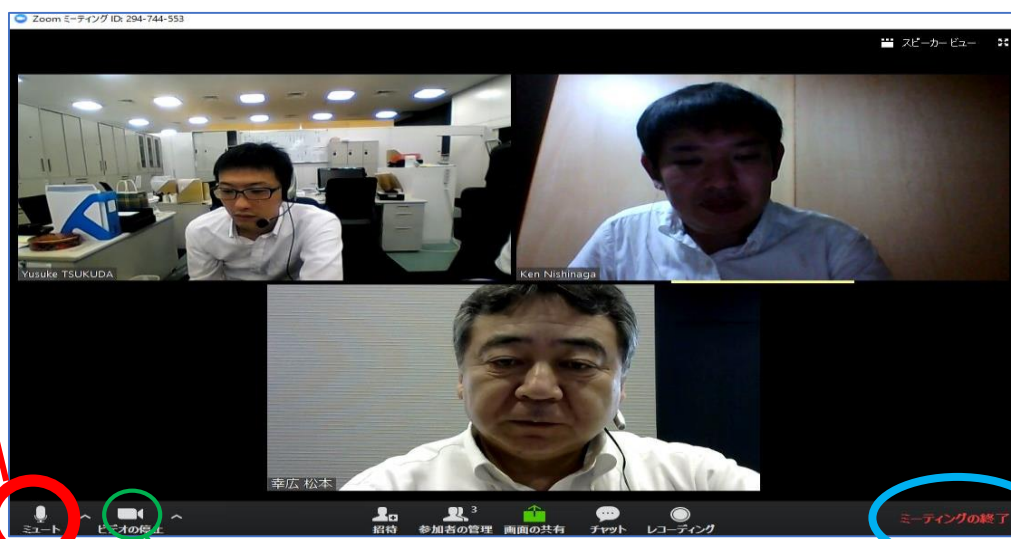 Zoom ミーティング ID: 294-744-553
スピーカービュー
Yusuke TSUKUDA
Ken Nishinaga
幸広 松本
ミュート
ビデオの停止
招待
3
参加者の管理
画面の共有
チャット
レコーディング
ミーティングの終了